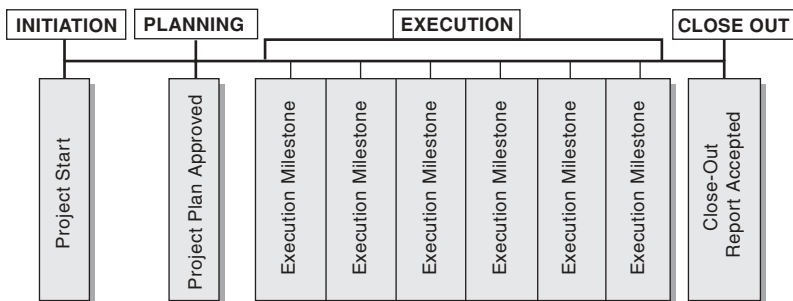 INITIATION
PLANNING
EXECUTION
CLOSE OUT
Project Start
Project Plan Approved
Execution Milestone
Execution Milestone
Execution Milestone
Execution Milestone
Execution Milestone
Execution Milestone
Close-Out
Report Accepted